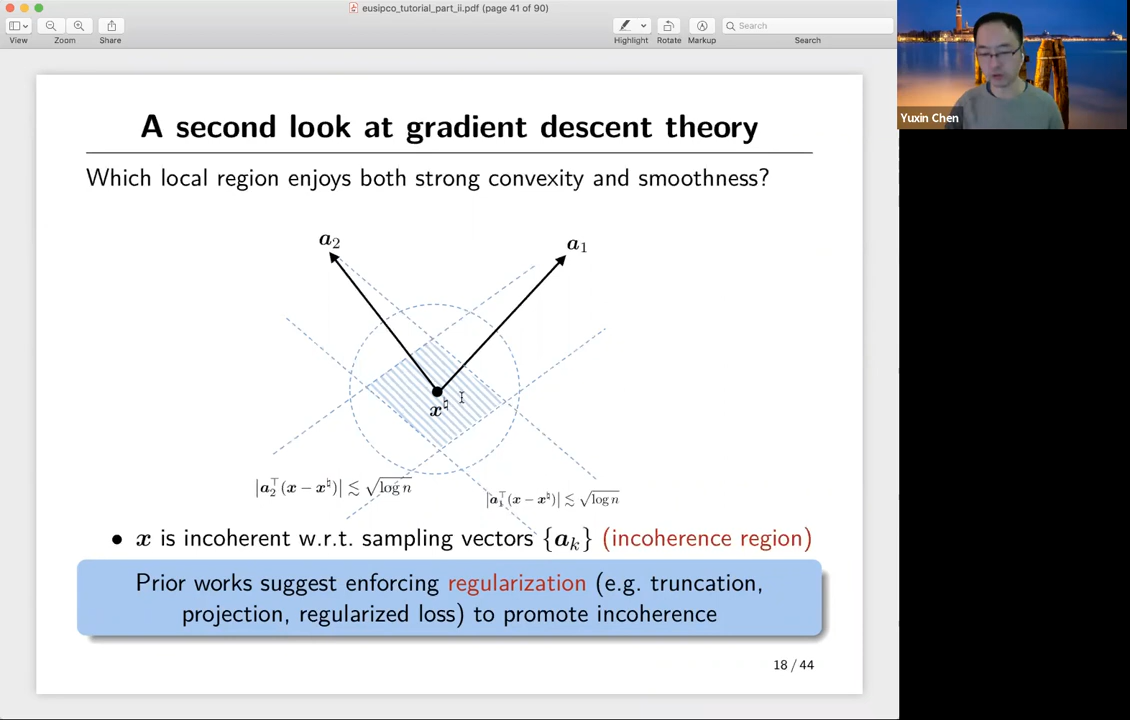 eusipco_tutorial_part_ii.pdf (page 41 of 90)
View Zoom Share Highlight Rotate Markup Search
Search
Yuxin Chen
A second look at gradient descent theory
Which local region enjoys both strong convexity and smoothness?
a₂ a₁
x♮
|a₂⊤(x − x♮)| ≲ √log n
|a₁⊤(x − x♮)| ≲ √log n
• x is incoherent w.r.t. sampling vectors {aₖ} (incoherence region)
Prior works suggest enforcing regularization (e.g. truncation,
projection, regularized loss) to promote incoherence
18 / 44